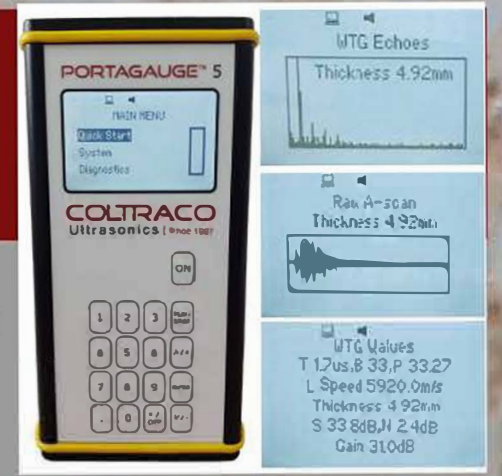 PORTAGAUGE™ 5
MAIN MENU
Quick Start
System
Diagnostics
COLTRACO
Ultrasonics | Since 1987
ON
1 2 3
5
7 8 9
. 0 OFF
WTG Echoes
Thickness 4.92mm
Raw A-scan
Thickness 4.92mm
WTG Values
T 1.7us,B 33,P 33.27
L Speed 5920.0m/s
Thickness 4.92mm
S 33.8dB,N 2.4dB
Gain 31.0dB